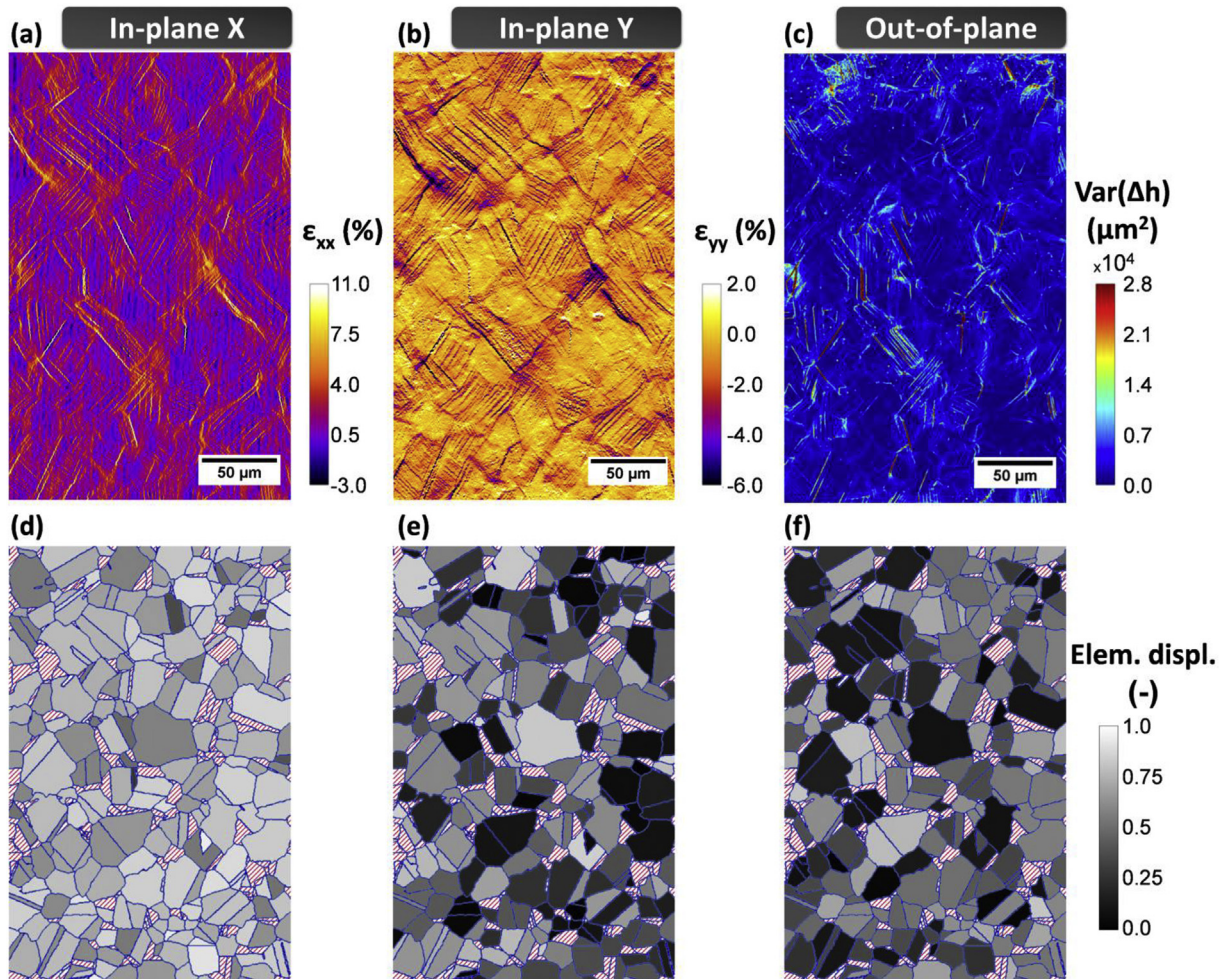 (a) In-plane X
(b) In-plane Y
(c) Out-of-plane
εxx (%)
11.0
7.5
4.0
0.5
-3.0
50 µm
εyy (%)
2.0
0.0
-2.0
-4.0
-6.0
50 µm
Var(Δh)
(µm²)
×10⁴
2.8
2.1
1.4
0.7
0.0
50 µm
(d)
(e)
(f)
Elem. displ.
(-)
1.0
0.75
0.5
0.25
0.0